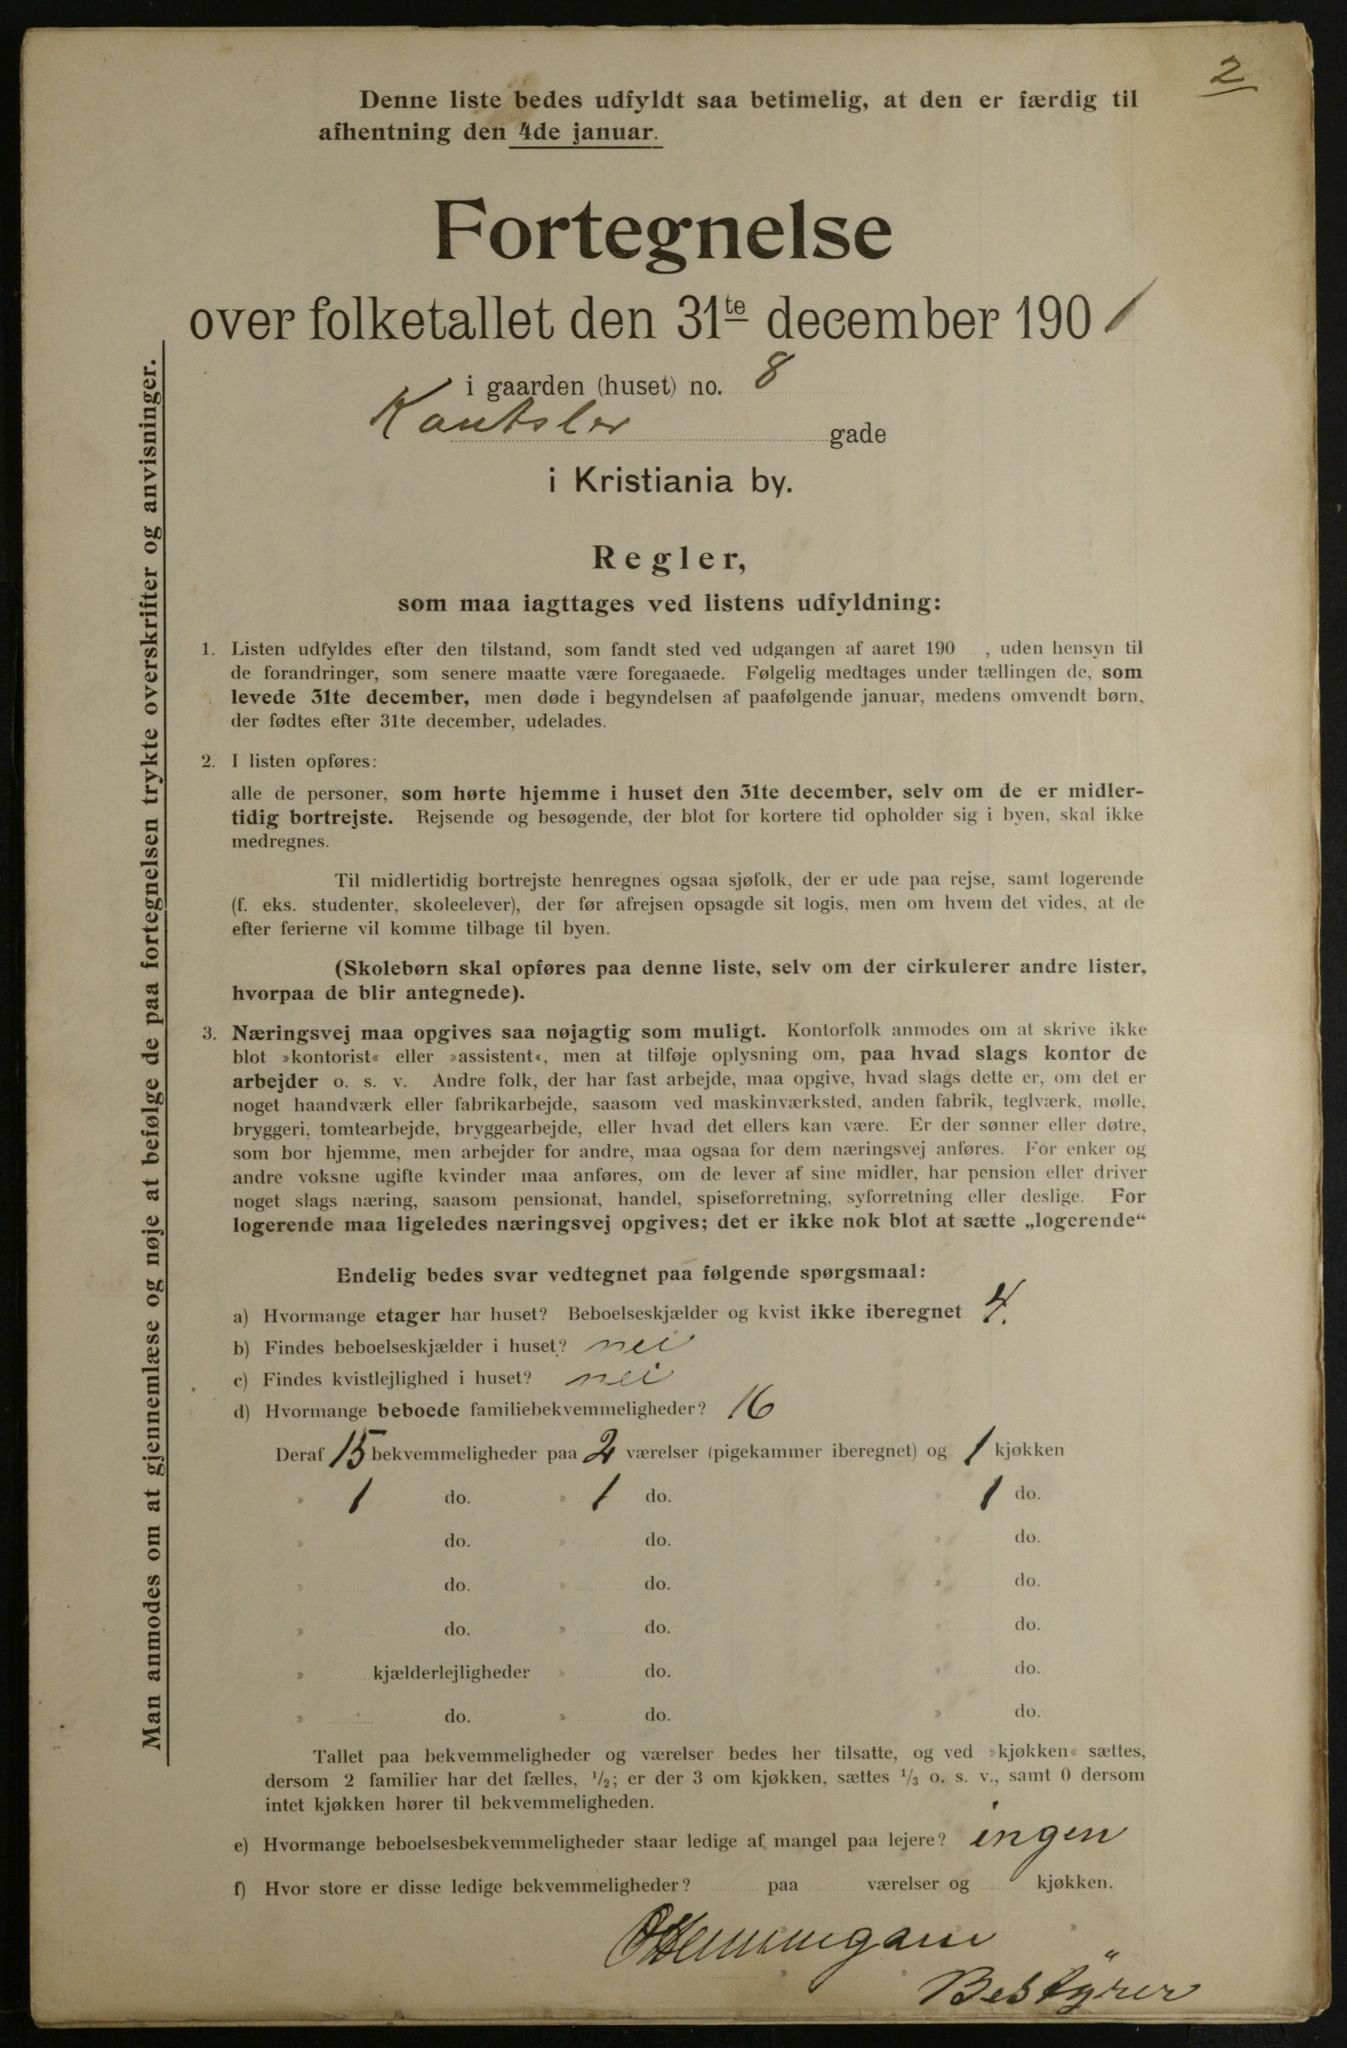 2
Denne liste bedes udfyldt saa betimelig, at den er færdig til
afhentning den 4de januar.
Fortegnelse
over folketallet den 31te december 1901
i gaarden (huset) no. 8
Kantsler gade
i Kristiania by.
Regler,
som maa iagttages ved listens udfyldning:
1. Listen udfyldes efter den tilstand, som fandt sted ved udgangen af aaret 190 , uden hensyn til
de forandringer, som senere maatte være foregaaede. Følgelig medtages under tællingen de, som
levede 31te december, men døde i begyndelsen af paafølgende januar, medens omvendt børn,
der fødtes efter 31te december, udelades.
2. I listen opføres:
alle de personer, som hørte hjemme i huset den 31te december, selv om de er midler-
tidig bortrejste. Rejsende og besøgende, der blot for kortere tid opholder sig i byen, skal ikke
medregnes.
Til midlertidig bortrejste henregnes ogsaa sjøfolk, der er ude paa rejse, samt logerende
(f. eks. studenter, skoleelever), der før afrejsen opsagde sit logis, men om hvem det vides, at de
efter ferierne vil komme tilbage til byen.
(Skolebørn skal opføres paa denne liste, selv om der cirkulerer andre lister,
hvorpaa de blir antegnede).
3. Næringsvej maa opgives saa nøjagtig som muligt. Kontorfolk anmodes om at skrive ikke
blot »kontorist« eller »assistent«, men at tilføje oplysning om, paa hvad slags kontor de
arbejder o. s. v. Andre folk, der har fast arbejde, maa opgive, hvad slags dette er, om det er
noget haandværk eller fabrikarbejde, saasom ved maskinværksted, anden fabrik, teglværk, mølle,
bryggeri, tomtearbejde, bryggearbejde, eller hvad det ellers kan være. Er der sønner eller døtre,
som bor hjemme, men arbejder for andre, maa ogsaa for dem næringsvej anføres. For enker og
andre voksne ugifte kvinder maa anføres, om de lever af sine midler, har pension eller driver
noget slags næring, saasom pensionat, handel, spiseforretning, syforretning eller deslige. For
logerende maa ligeledes næringsvej opgives; det er ikke nok blot at sætte „logerende“
Endelig bedes svar vedtegnet paa følgende spørgsmaal:
a) Hvormange etager har huset? Beboelseskjælder og kvist ikke iberegnet 4.
b) Findes beboelseskjælder i huset? nei
c) Findes kvistlejlighed i huset? nei
d) Hvormange beboede familiebekvemmeligheder? 16
Deraf 15 bekvemmeligheder paa 2 værelser (pigekammer iberegnet) og 1 kjøkken
» 1 do. » 1 do. » 1 do.
» do. » do. » do.
» do. » do. » do.
» do. » do. » do.
» kjælderlejligheder » do. » do.
» do. » do. » do.
Tallet paa bekvemmeligheder og værelser bedes her tilsatte, og ved »kjøkken« sættes,
dersom 2 familier har det fælles, 1/2; er der 3 om kjøkken, sættes 1/3 o. s. v., samt 0 dersom
intet kjøkken hører til bekvemmeligheden.
e) Hvormange beboelsesbekvemmeligheder staar ledige af mangel paa lejere? ingen
f) Hvor store er disse ledige bekvemmeligheder? paa værelser og kjøkken.
Bestyrer
Man anmodes om at gjennemlæse og nøje at befølge de paa fortegnelsen trykte overskrifter og anvisninger.